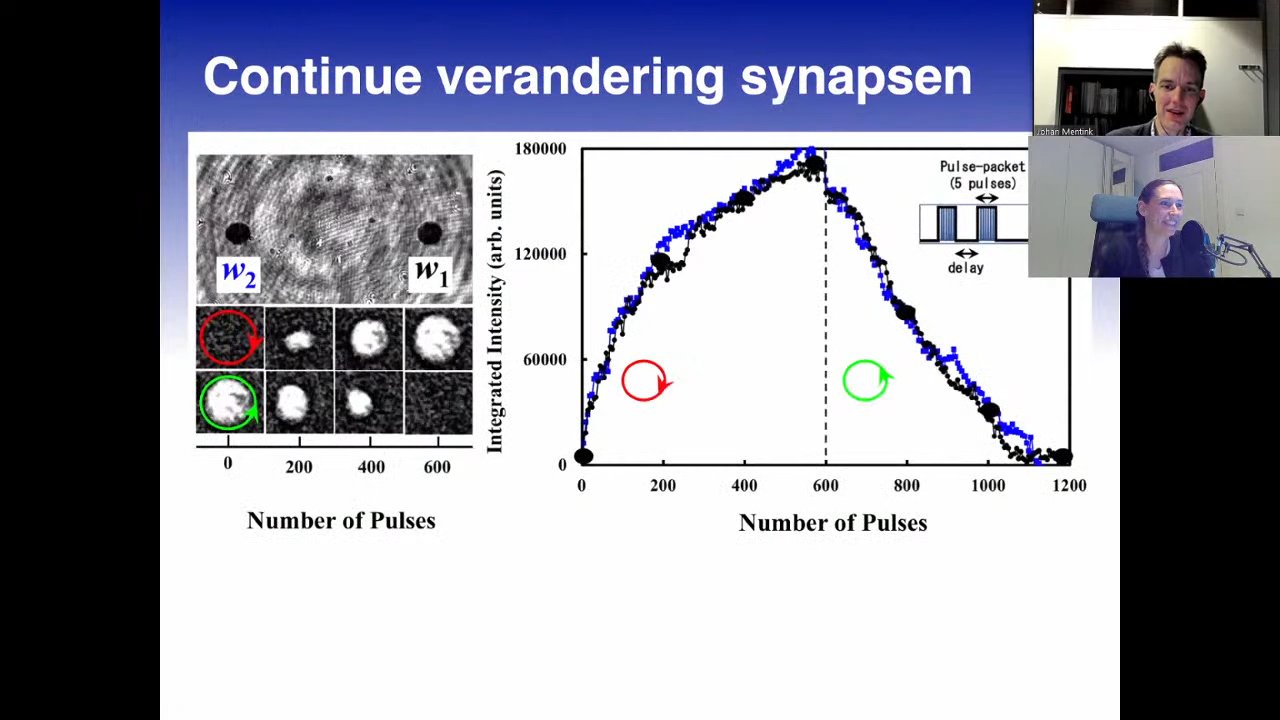 Continue verandering synapsen
Johan Mentink
w2
w1
0
200
400
600
Number of Pulses
Integrated Intensity (arb. units)
180000
120000
60000
0
Pulse-packet
(5 pulses)
delay
0
200
400
600
800
1000
1200
Number of Pulses